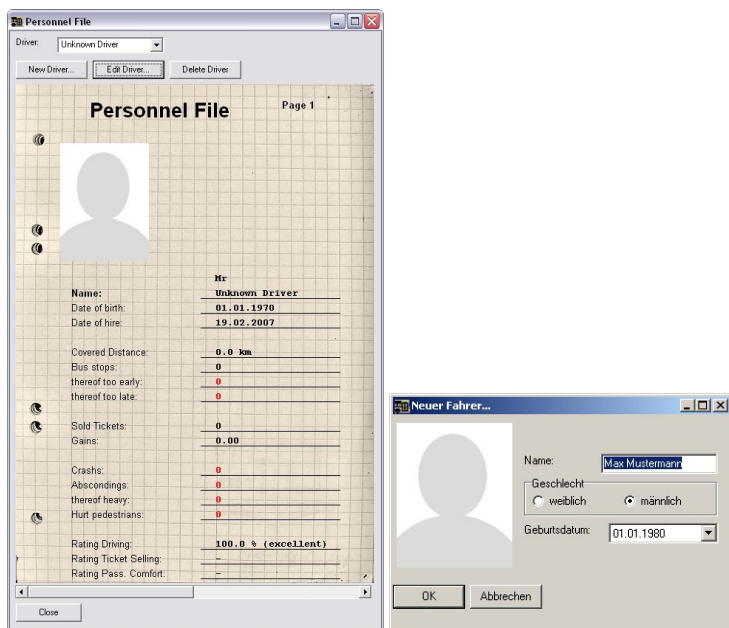 Personnel File
Driver: Unknown Driver
New Driver... Edit Driver... Delete Driver
Personnel File Page 1
Mr
Name: Unknown Driver
Date of birth: 01.01.1970
Date of hire: 19.02.2007
Covered Distance: 0.0 km
Bus stops: 0
thereof too early: 0
thereof too late: 0
Sold Tickets: 0
Gains: 0.00
Crashs: 0
Abscondings: 0
thereof heavy: 0
Hurt pedestrians: 0
Rating Driving: 100.0 % (excellent)
Rating Ticket Selling: -
Rating Pass. Comfort: -
Close
Neuer Fahrer...
Name: Max Mustermann
Geschlecht
weiblich männlich
Geburtsdatum: 01.01.1980
OK Abbrechen